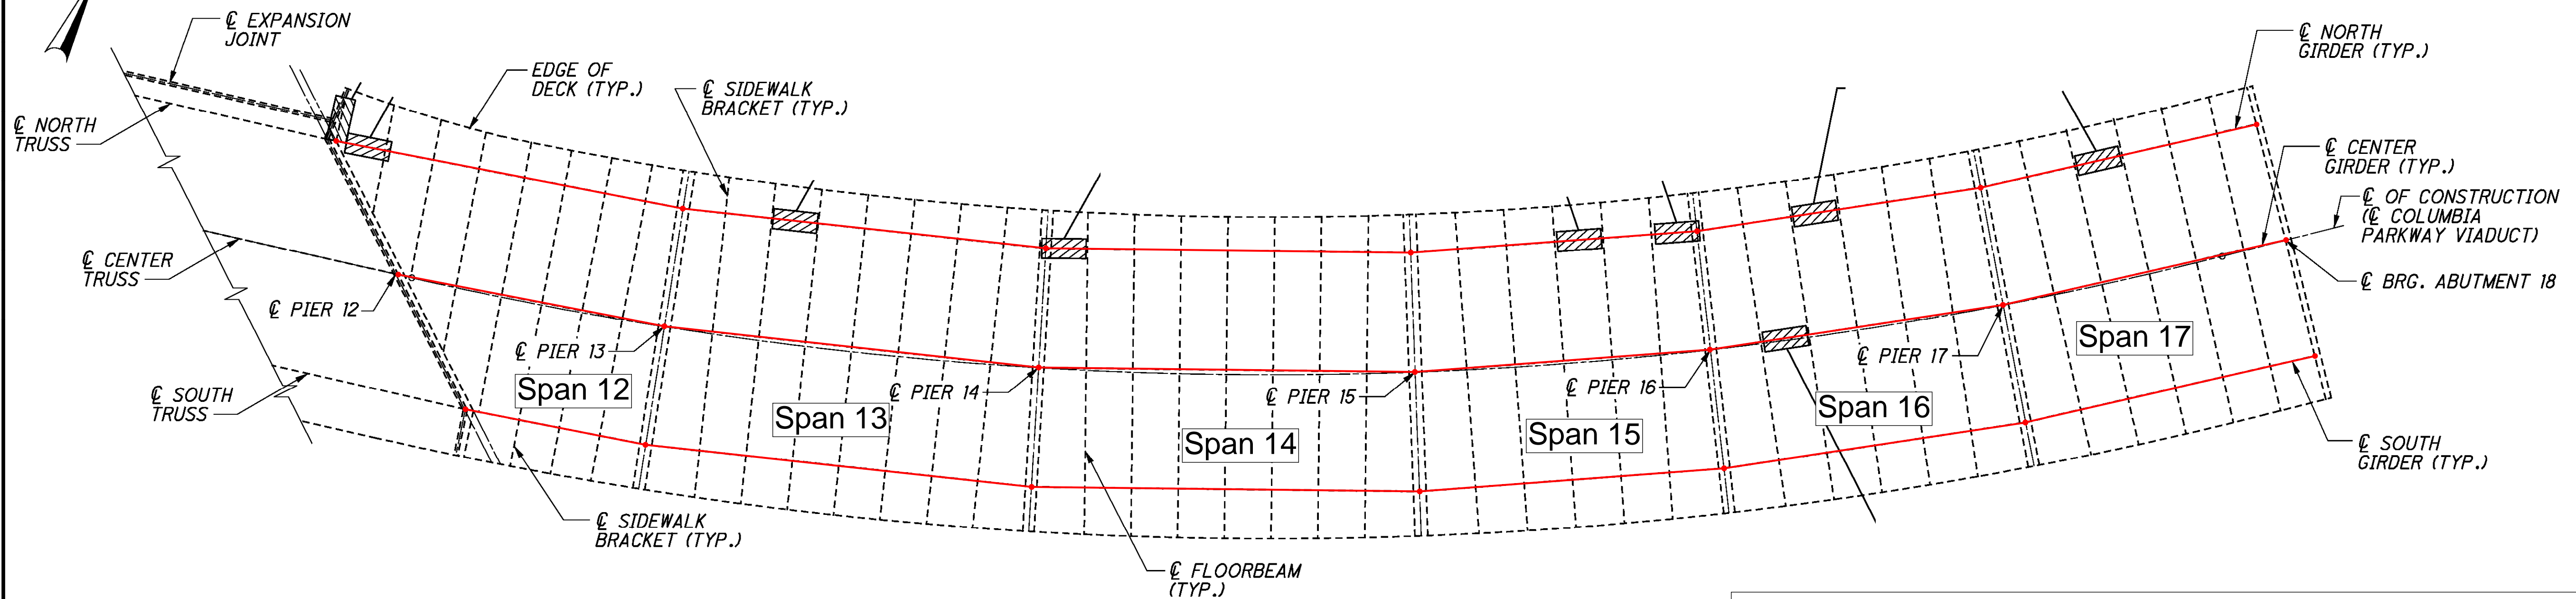 ℄ EXPANSION
JOINT
℄ NORTH
TRUSS
EDGE OF
DECK (TYP.)
℄ SIDEWALK
BRACKET (TYP.)
℄ NORTH
GIRDER (TYP.)
℄ CENTER
GIRDER (TYP.)
℄ OF CONSTRUCTION
(℄ COLUMBIA
PARKWAY VIADUCT)
℄ BRG. ABUTMENT 18
℄ CENTER
TRUSS
℄ PIER 12
℄ PIER 13
℄ PIER 14
℄ PIER 15
℄ PIER 16
℄ PIER 17
℄ SOUTH
TRUSS
Span 12
Span 13
Span 14
Span 15
Span 16
Span 17
℄ SOUTH
GIRDER (TYP.)
℄ SIDEWALK
BRACKET (TYP.)
℄ FLOORBEAM
(TYP.)